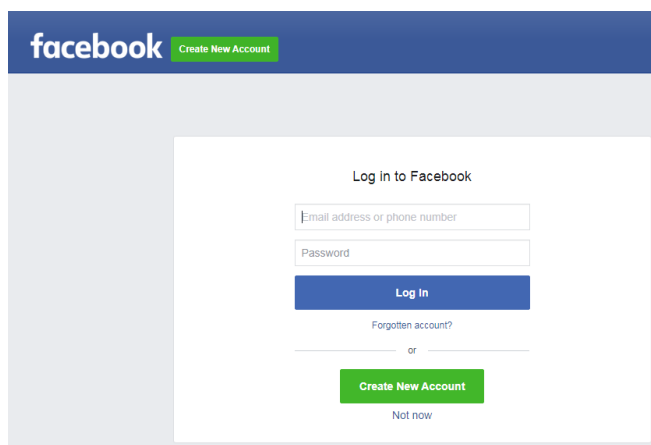 facebook Create New Account
Log in to Facebook
Email address or phone number
Password
Log In
Forgotten account?
or
Create New Account
Not now